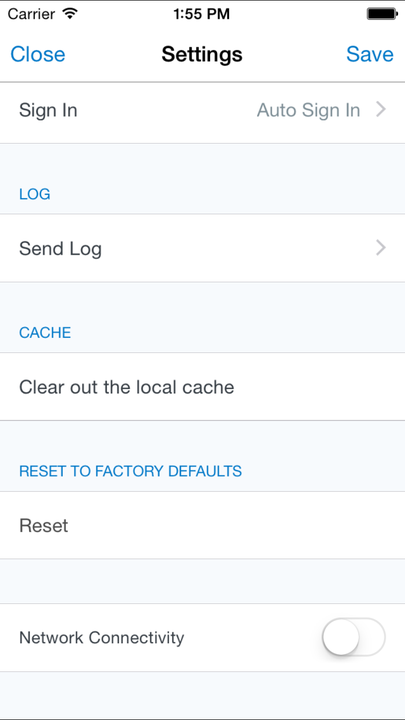 Carrier 1:55 PM
Close Settings Save
Sign In Auto Sign In
LOG
Send Log
CACHE
Clear out the local cache
RESET TO FACTORY DEFAULTS
Reset
Network Connectivity